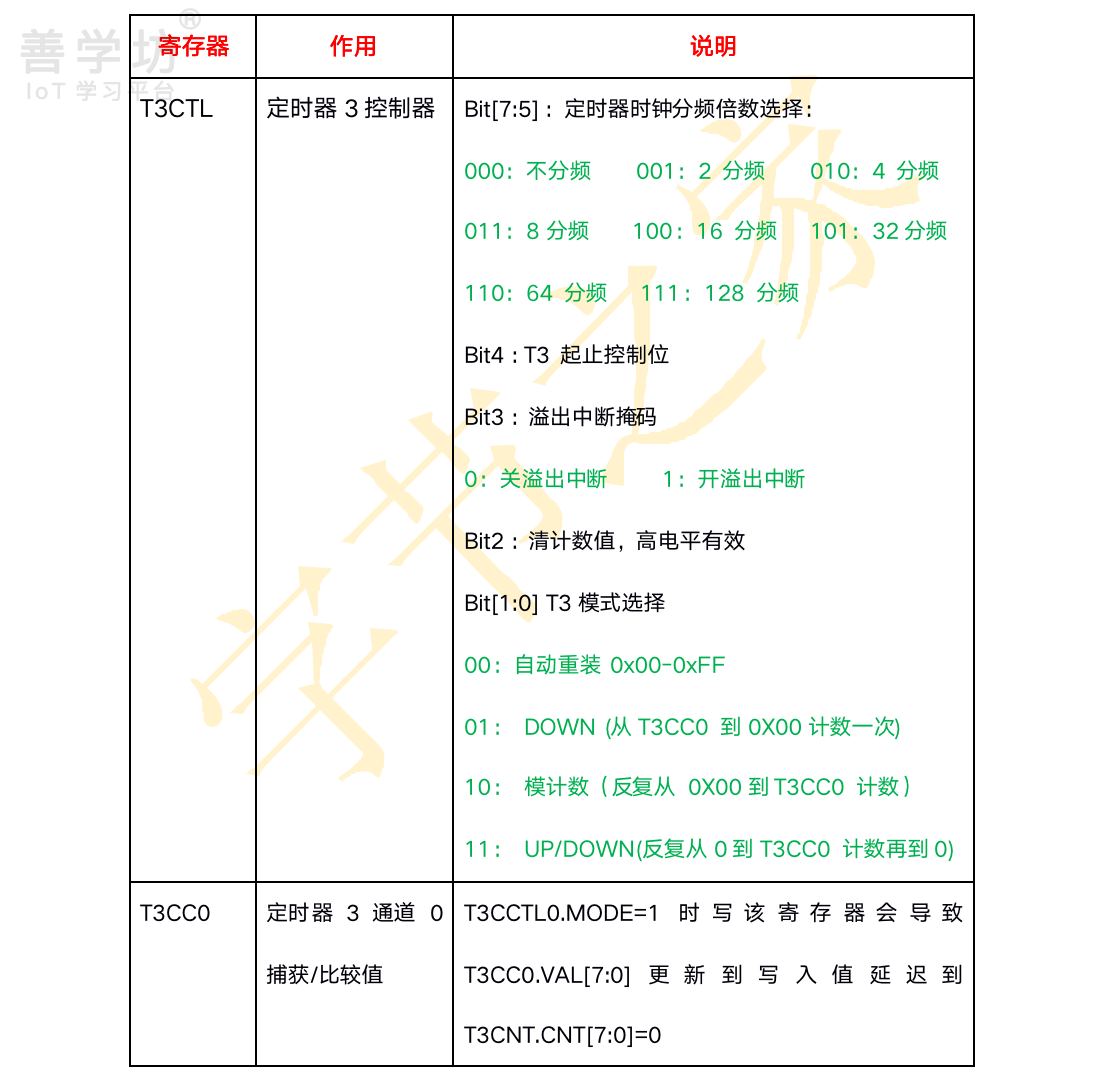 善学坊®
IoT 学习平台
寄存器 作用 说明
T3CTL 定时器 3 控制器 Bit[7:5] : 定时器时钟分频倍数选择:
000: 不分频 001: 2 分频 010: 4 分频
011: 8 分频 100: 16 分频 101: 32 分频
110: 64 分频 111: 128 分频
Bit4 : T3 起止控制位
Bit3 : 溢出中断掩码
0: 关溢出中断 1: 开溢出中断
Bit2 : 清计数值, 高电平有效
Bit[1:0] T3 模式选择
00: 自动重装 0x00-0xFF
01: DOWN (从 T3CC0 到 0X00 计数一次)
10: 模计数 (反复从 0X00 到 T3CC0 计数)
11: UP/DOWN(反复从 0 到 T3CC0 计数再到 0)
T3CC0 定时器 3 通道 0 T3CCTL0.MODE=1 时写该寄存器会导致
捕获/比较值 T3CC0.VAL[7:0] 更新到写入值延迟到
T3CNT.CNT[7:0]=0
字节之家